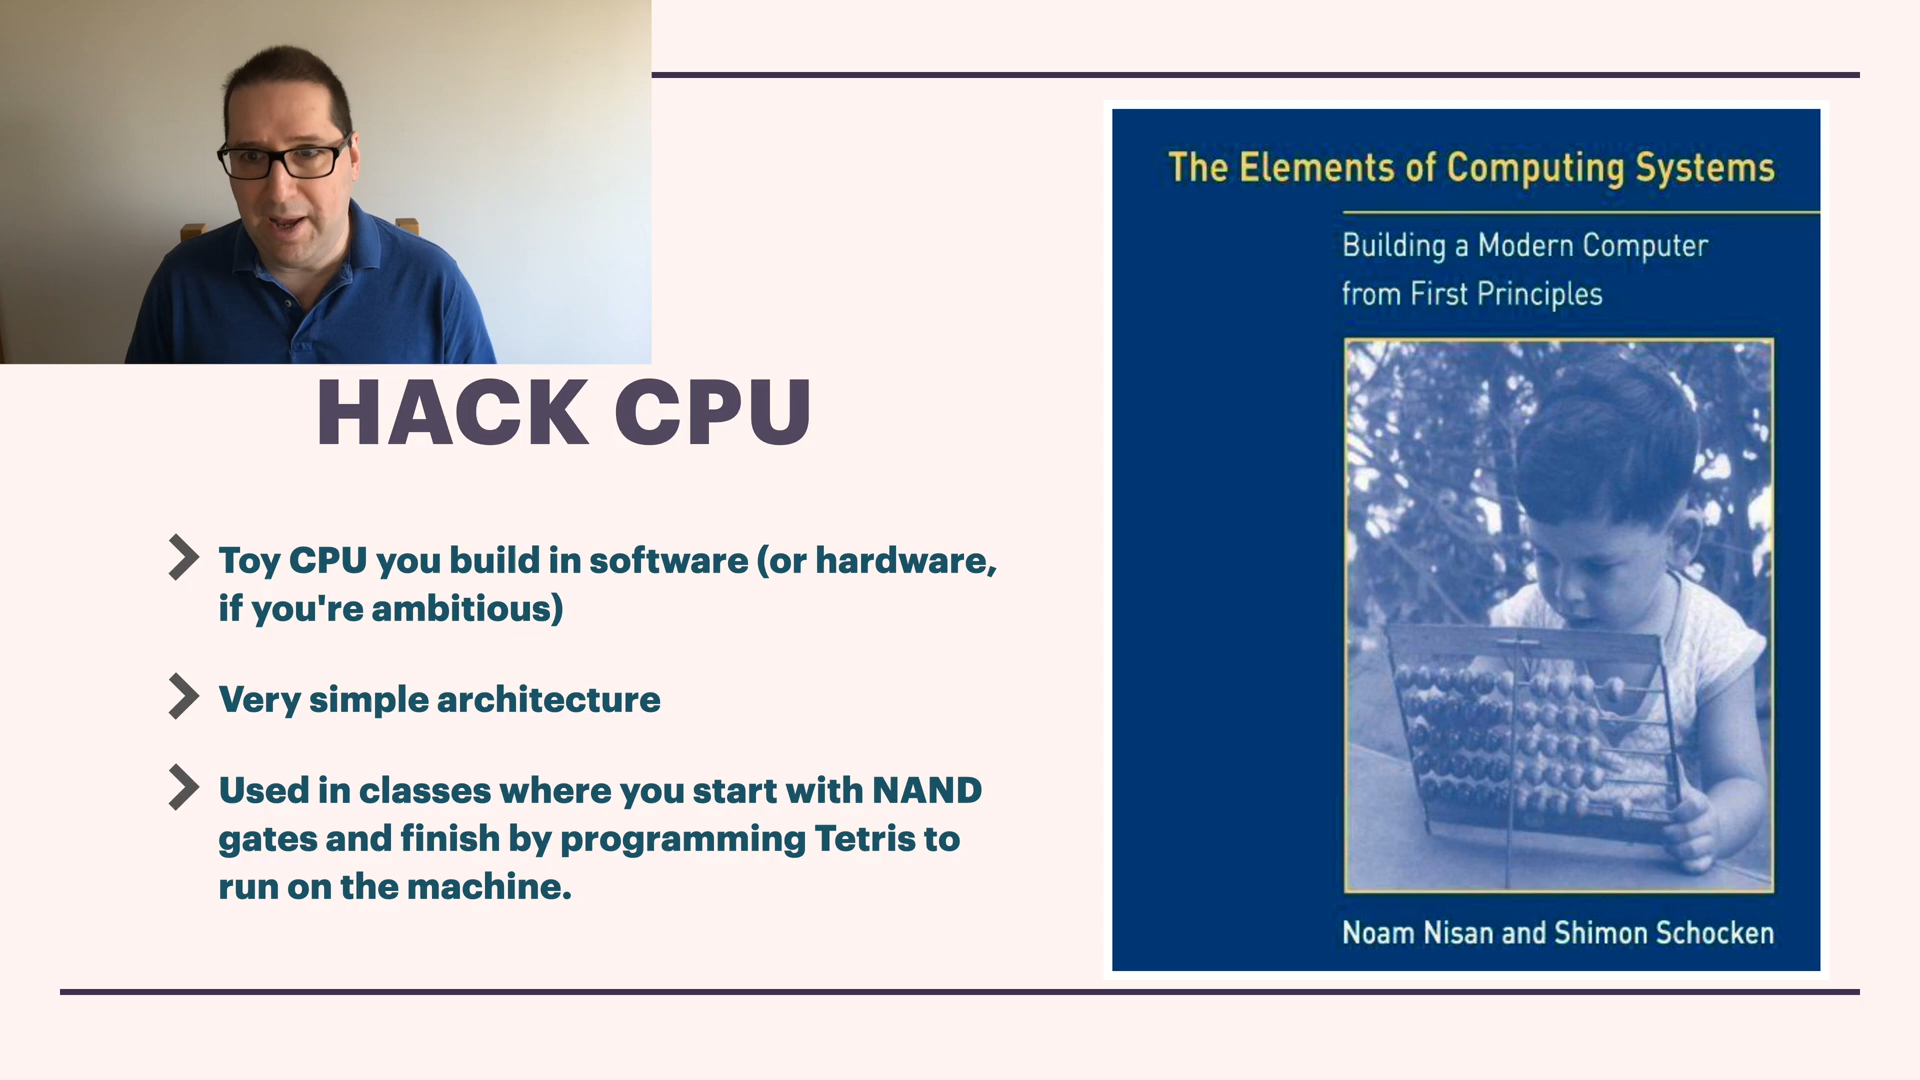 HACK CPU
Toy CPU you build in software (or hardware,
if you're ambitious)
Very simple architecture
Used in classes where you start with NAND
gates and finish by programming Tetris to
run on the machine.
The Elements of Computing Systems
Building a Modern Computer
from First Principles
Noam Nisan and Shimon Schocken